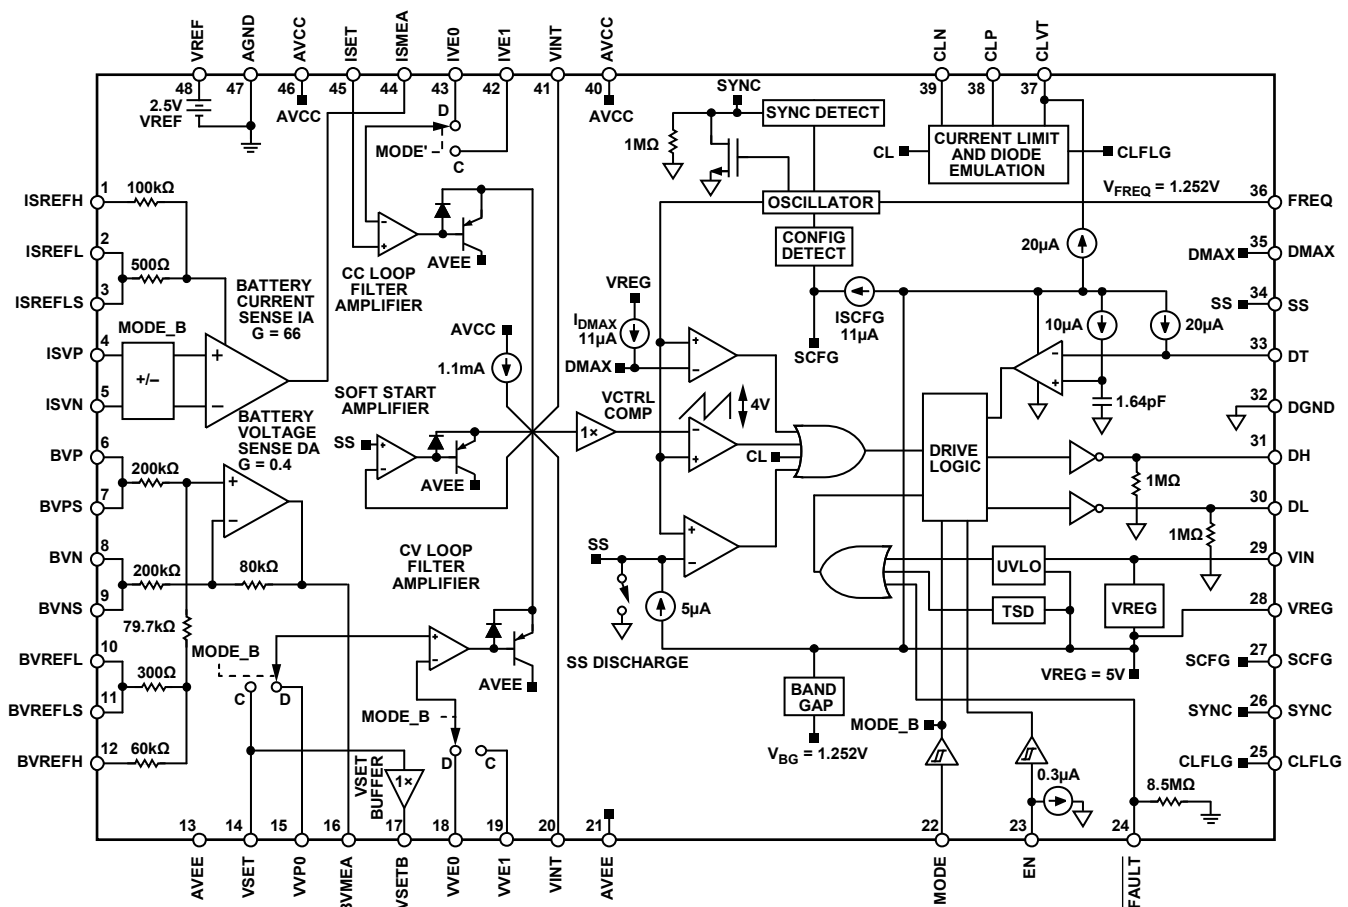 VREF
AGND
AVCC
ISET
ISMEA
IVE0
IVE1
VINT
AVCC
CLN
CLP
CLVT
48
47
46
45
44
43
42
41
40
39
38
37
2.5V
VREF
AVCC
D
MODE'
C
AVCC
SYNC
SYNC DETECT
1MΩ
CL
CURRENT LIMIT
AND DIODE
EMULATION
CLFLG
VFREQ = 1.252V
OSCILLATOR
CONFIG
DETECT
20µA
1
ISREFH
100kΩ
2
ISREFL
500Ω
3
ISREFLS
BATTERY
CURRENT
SENSE IA
G = 66
AVEE
CC LOOP
FILTER
AMPLIFIER
MODE_B
4
ISVP
+/–
+
–
5
ISVN
BATTERY
VOLTAGE
SENSE DA
G = 0.4
AVCC
1.1mA
SOFT START
AMPLIFIER
SS
+
–
AVEE
VREG
IDMAX
11µA
DMAX
+
–
SCFG
ISCFG
11µA
VCTRL
COMP
1×
4V
–
+
CL
10µA
20µA
–
+
1.64pF
DRIVE
LOGIC
1MΩ
1MΩ
36
FREQ
35
DMAX
DMAX
34
SS
SS
33
DT
32
DGND
31
DH
30
DL
29
VIN
28
VREG
27
SCFG
SCFG
26
SYNC
SYNC
25
CLFLG
CLFLG
6
BVP
200kΩ
7
BVPS
+
–
8
BVN
200kΩ
80kΩ
9
BVNS
79.7kΩ
10
BVREFL
MODE_B
300Ω
11
BVREFLS
C
D
12
BVREFH
60kΩ
CV LOOP
FILTER
AMPLIFIER
+
–
AVEE
MODE_B
D
C
VSET
BUFFER
1×
SS
+
–
5µA
SS DISCHARGE
UVLO
TSD
VREG
VREG = 5V
BAND
GAP
VBG = 1.252V
MODE_B
0.3µA
8.5MΩ
13
14
15
16
17
18
19
20
21
22
23
24
AVEE
VSET
VVP0
BVMEA
VSETB
VVE0
VVE1
VINT
AVEE
MODE
EN
FAULT